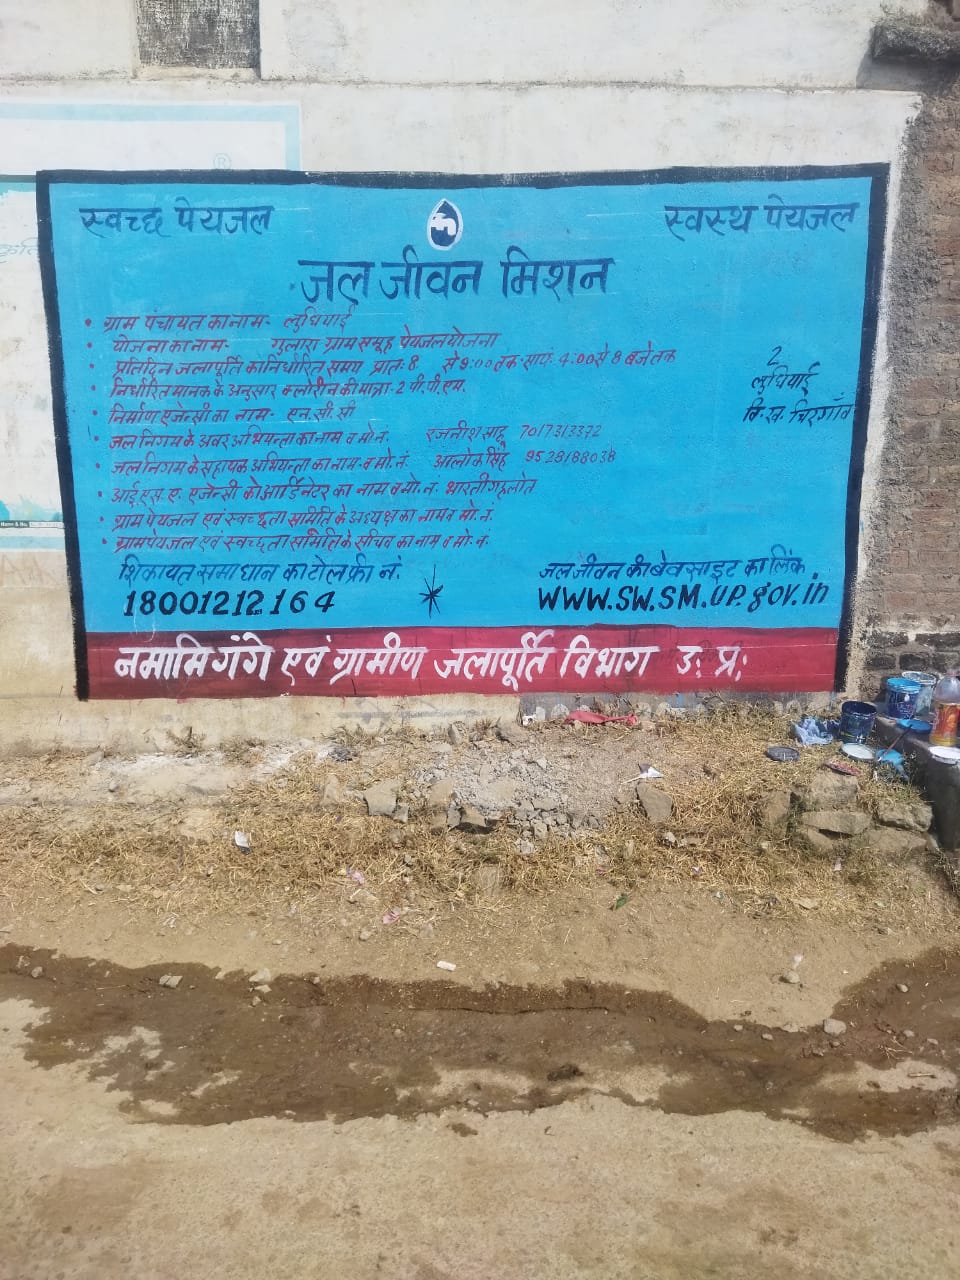 स्वच्छ पेयजल
स्वस्थ पेयजल
जल जीवन मिशन
• ग्राम पंचायत का नाम- लुधियाई
• योजना का नाम- गुलारा ग्राम समूह पेयजल योजना
• प्रतिदिन जलापूर्ति का निर्धारित समय प्रातः 8 से 9:00 तक सायं 4:00 से 8 बजे तक
• निर्धारित मानक के अनुसार क्लोरीन की मात्रा- 2 पी.पी.एम.
• निर्माण एजेन्सी का नाम- एन.सी.सी
• जल निगम के अवर अभियन्ता का नाम व मो.नं. रजनीश साहू 7017313372
• जल निगम के सहायक अभियन्ता का नाम व मो.नं. आलोक सिंह 9528188038
• आई.एस.ए. एजेन्सी कोआर्डिनेटर का नाम व मो.न. भारती गहलोत
• ग्राम पेयजल एवं स्वच्छता समिति के अध्यक्ष का नाम व मो.नं.
• ग्राम पेयजल एवं स्वच्छता समिति के सचिव का नाम व मो.नं.
2
लुधियाई
वि.ख. चिरगाँव
शिकायत समाधान का टोल फ्री नं.
18001212164
जल जीवन की बेवसाइट का लिंक
WWW.SW.SM.UP.gov.in
नमामि गंगे एवं ग्रामीण जलापूर्ति विभाग उ: प्र: